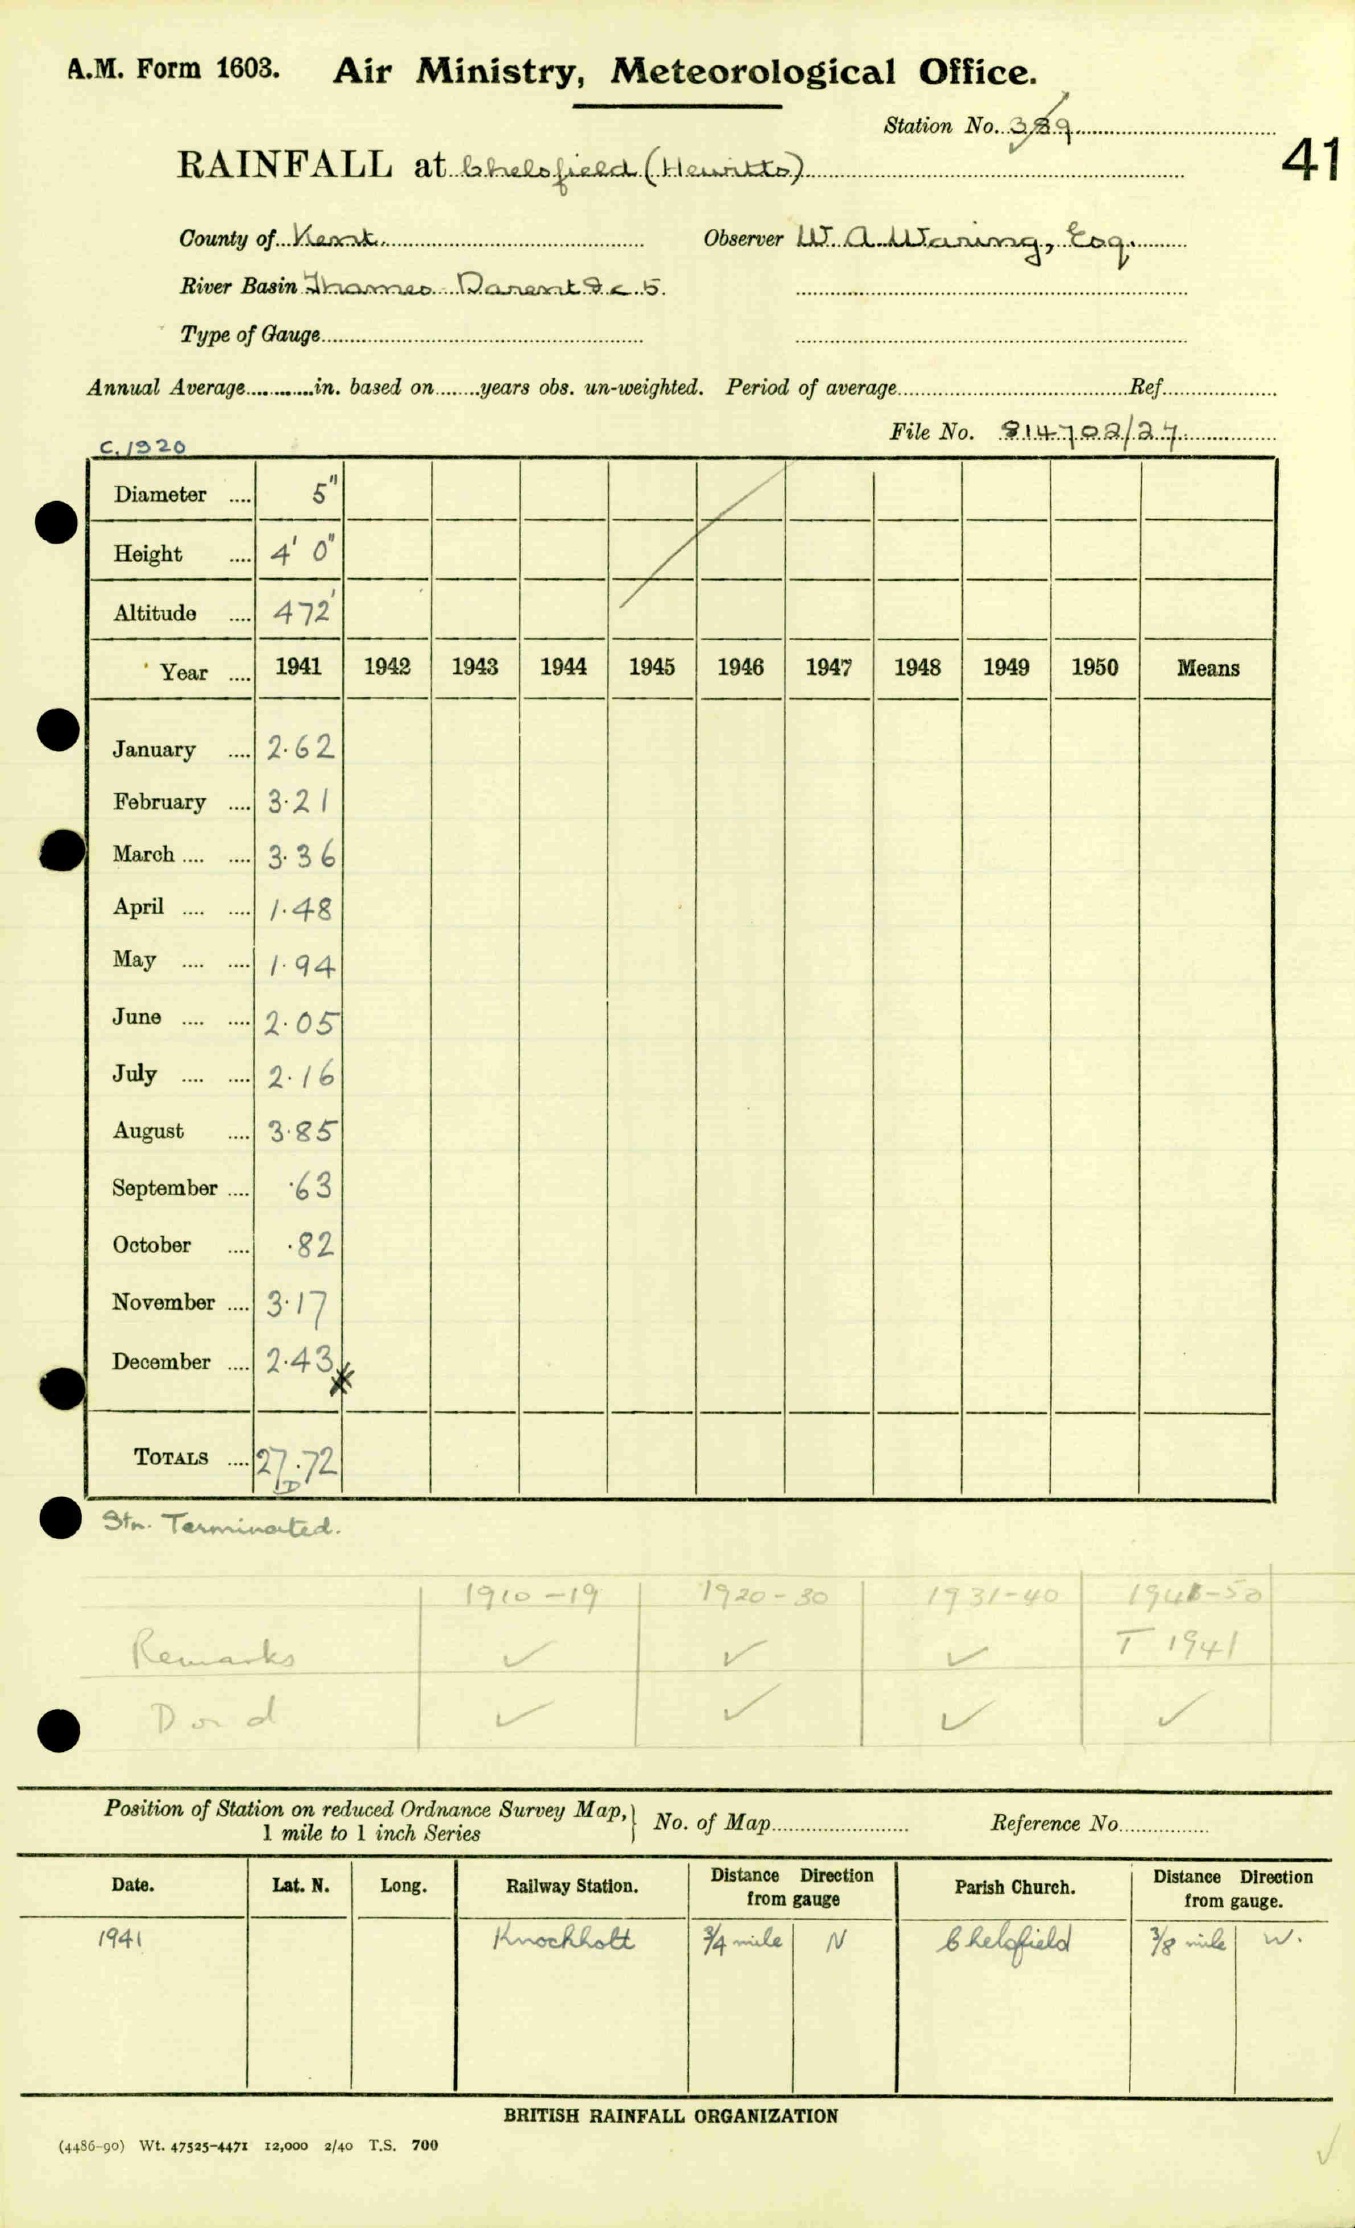 A.M. Form 1603. Air Ministry, Meteorological Office.
Station No. 389
41
RAINFALL at Chelsfield (Hewitts)
County of Kent. Observer W. A. Waring, Esq.
River Basin Thames Darent &c 5.
Type of Gauge
Annual Average in. based on years obs. un-weighted. Period of average Ref
File No. 814702/27
C.1920
Diameter 5"
Height 4' 0"
Altitude 472'
Year 1941 1942 1943 1944 1945 1946 1947 1948 1949 1950 Means
January 2.62
February 3.21
March 3.36
April 1.48
May 1.94
June 2.05
July 2.16
August 3.85
September .63
October .82
November 3.17
December 2.43
TOTALS 27.72
D
Stn. Terminated.
1910-19 1920-30 1931-40 1941-50
Remarks ✓ ✓ ✓ T 1941
D and d ✓ ✓ ✓ ✓
Position of Station on reduced Ordnance Survey Map, 1 mile to 1 inch Series } No. of Map Reference No.
Date. Lat. N. Long. Railway Station. Distance Direction from gauge Parish Church. Distance Direction from gauge.
1941 Knockholt 3/4 mile N Chelsfield 3/8 mile W.
BRITISH RAINFALL ORGANIZATION
(4486-90) Wt. 47525-4471 12,000 2/40 T.S. 700